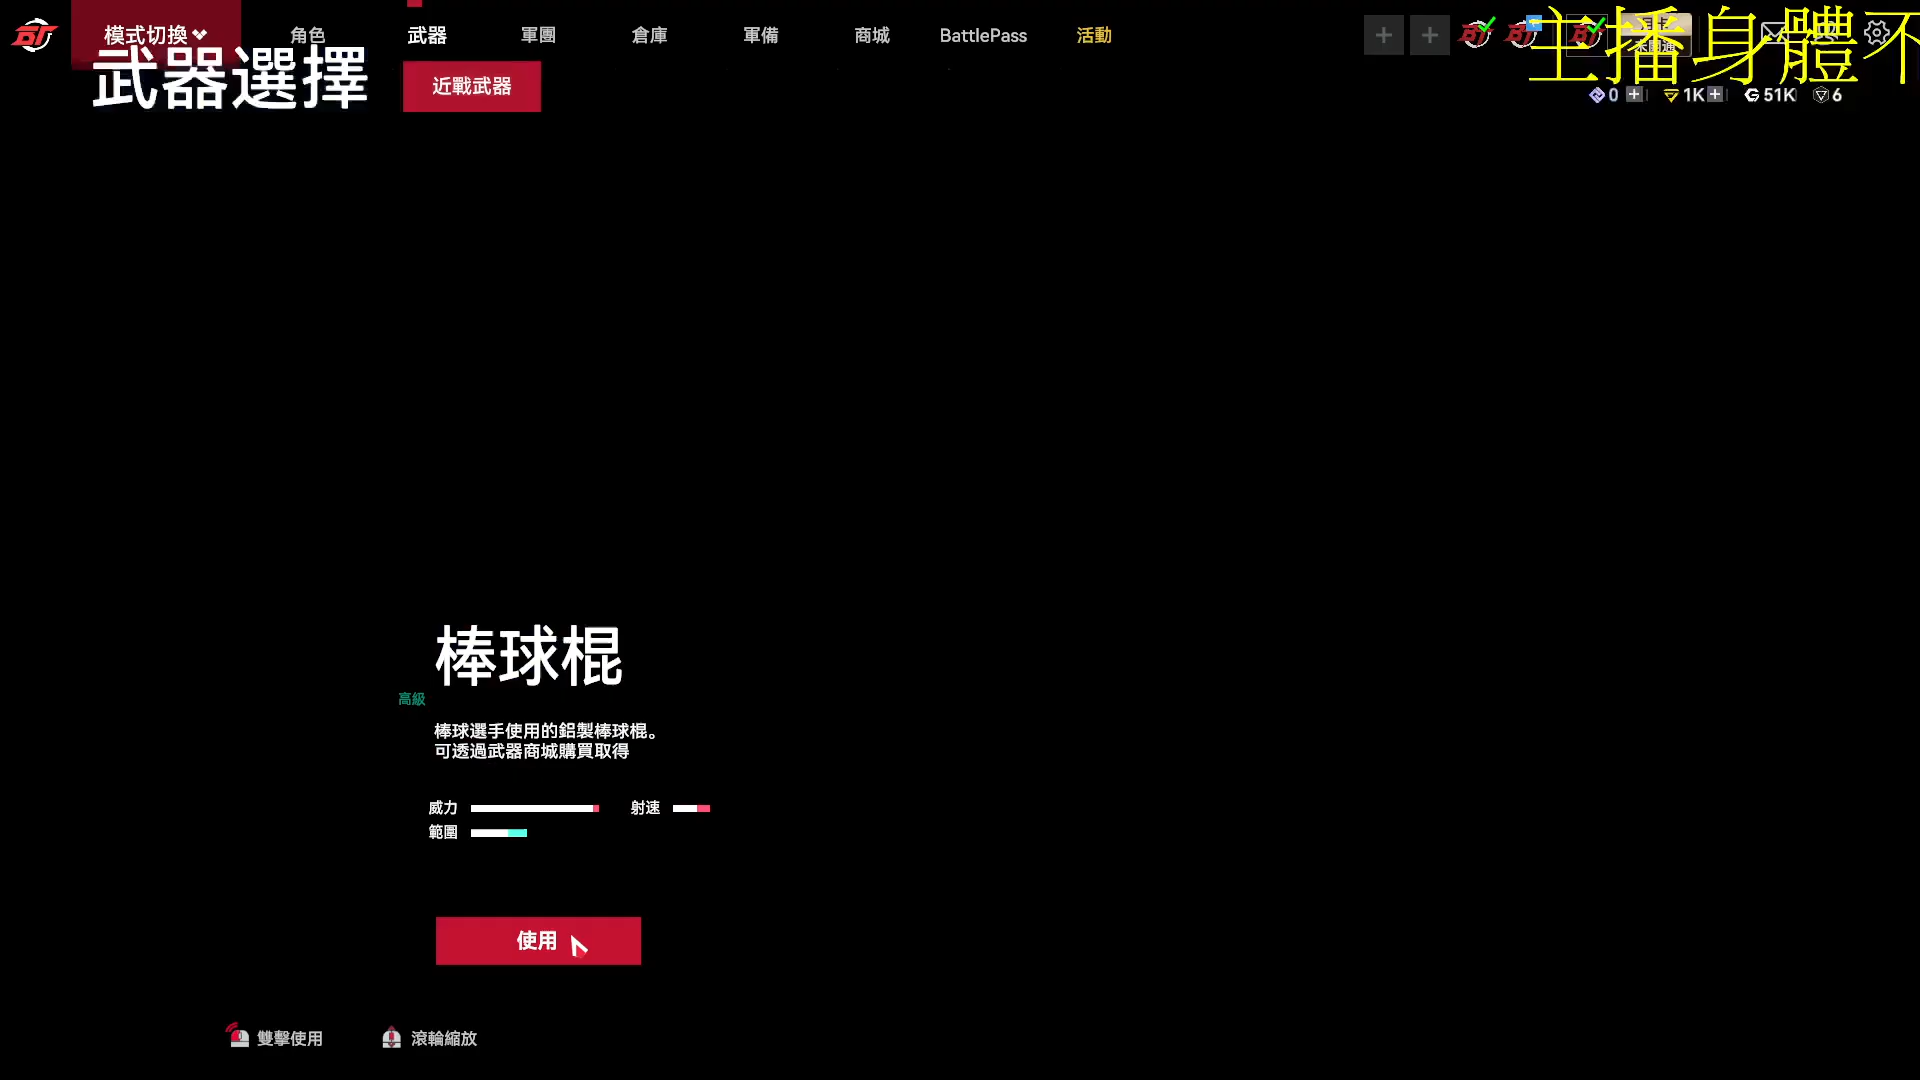 模式切換
角色
武器
軍團
倉庫
軍備
商城
BattlePass
活動
主播身體不
未開通
武器選擇
近戰武器
0
1K
51K
6
棒球棍
高級
棒球選手使用的鋁製棒球棍。
可透過武器商城購買取得
威力
射速
範圍
使用
雙擊使用
滾輪縮放